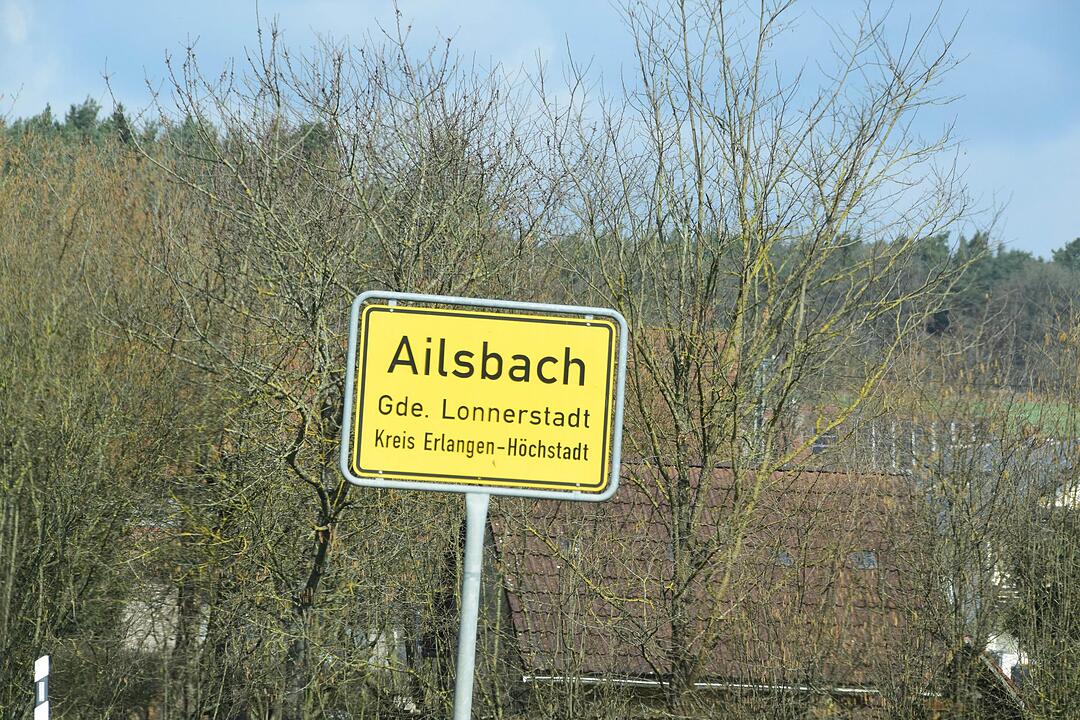 Ailsbach
Gde. Lonnerstadt
Kreis Erlangen-Höchstadt